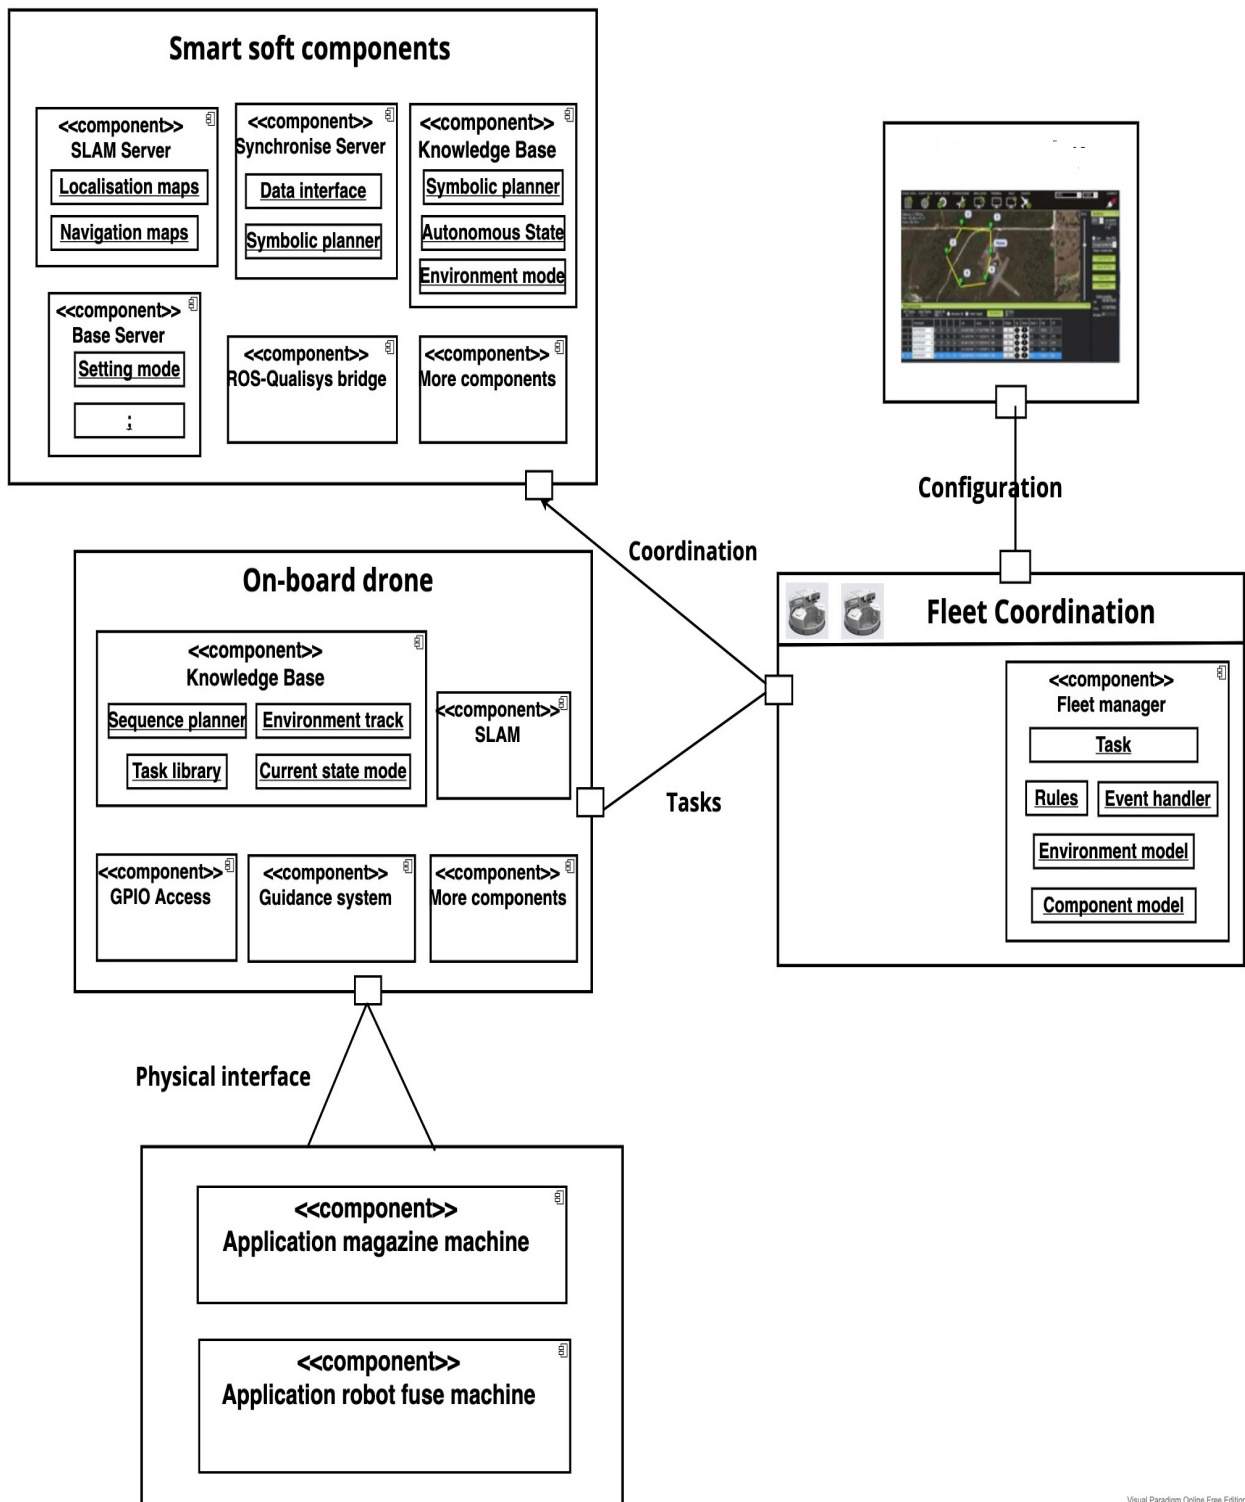 Smart soft components
<<component>>
SLAM Server
Localisation maps
Navigation maps
<<component>>
Synchronise Server
Data interface
Symbolic planner
<<component>>
Knowledge Base
Symbolic planner
Autonomous State
Environment mode
<<component>>
Base Server
Setting mode
:
<<component>>
ROS-Qualisys bridge
<<component>>
More components
Configuration
Coordination
On-board drone
<<component>>
Knowledge Base
Sequence planner
Environment track
Task library
Current state mode
<<component>>
SLAM
Tasks
<<component>>
GPIO Access
<<component>>
Guidance system
<<component>>
More components
Fleet Coordination
<<component>>
Fleet manager
Task
Rules
Event handler
Environment model
Component model
Physical interface
<<component>>
Application magazine machine
<<component>>
Application robot fuse machine
Visual Paradigm Online Free Edition